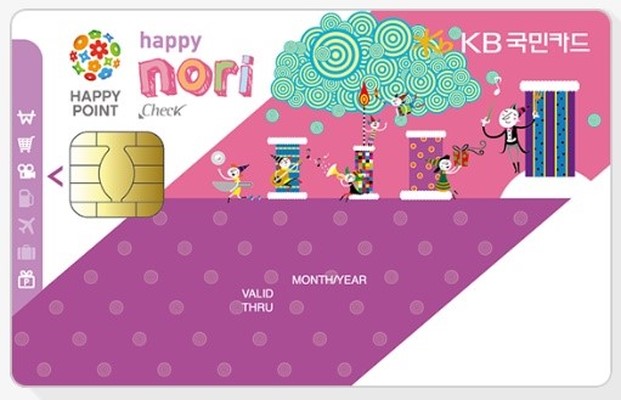 happy
nori
Check
HAPPY
POINT
KB 국민카드
MONTH/YEAR
VALID
THRU